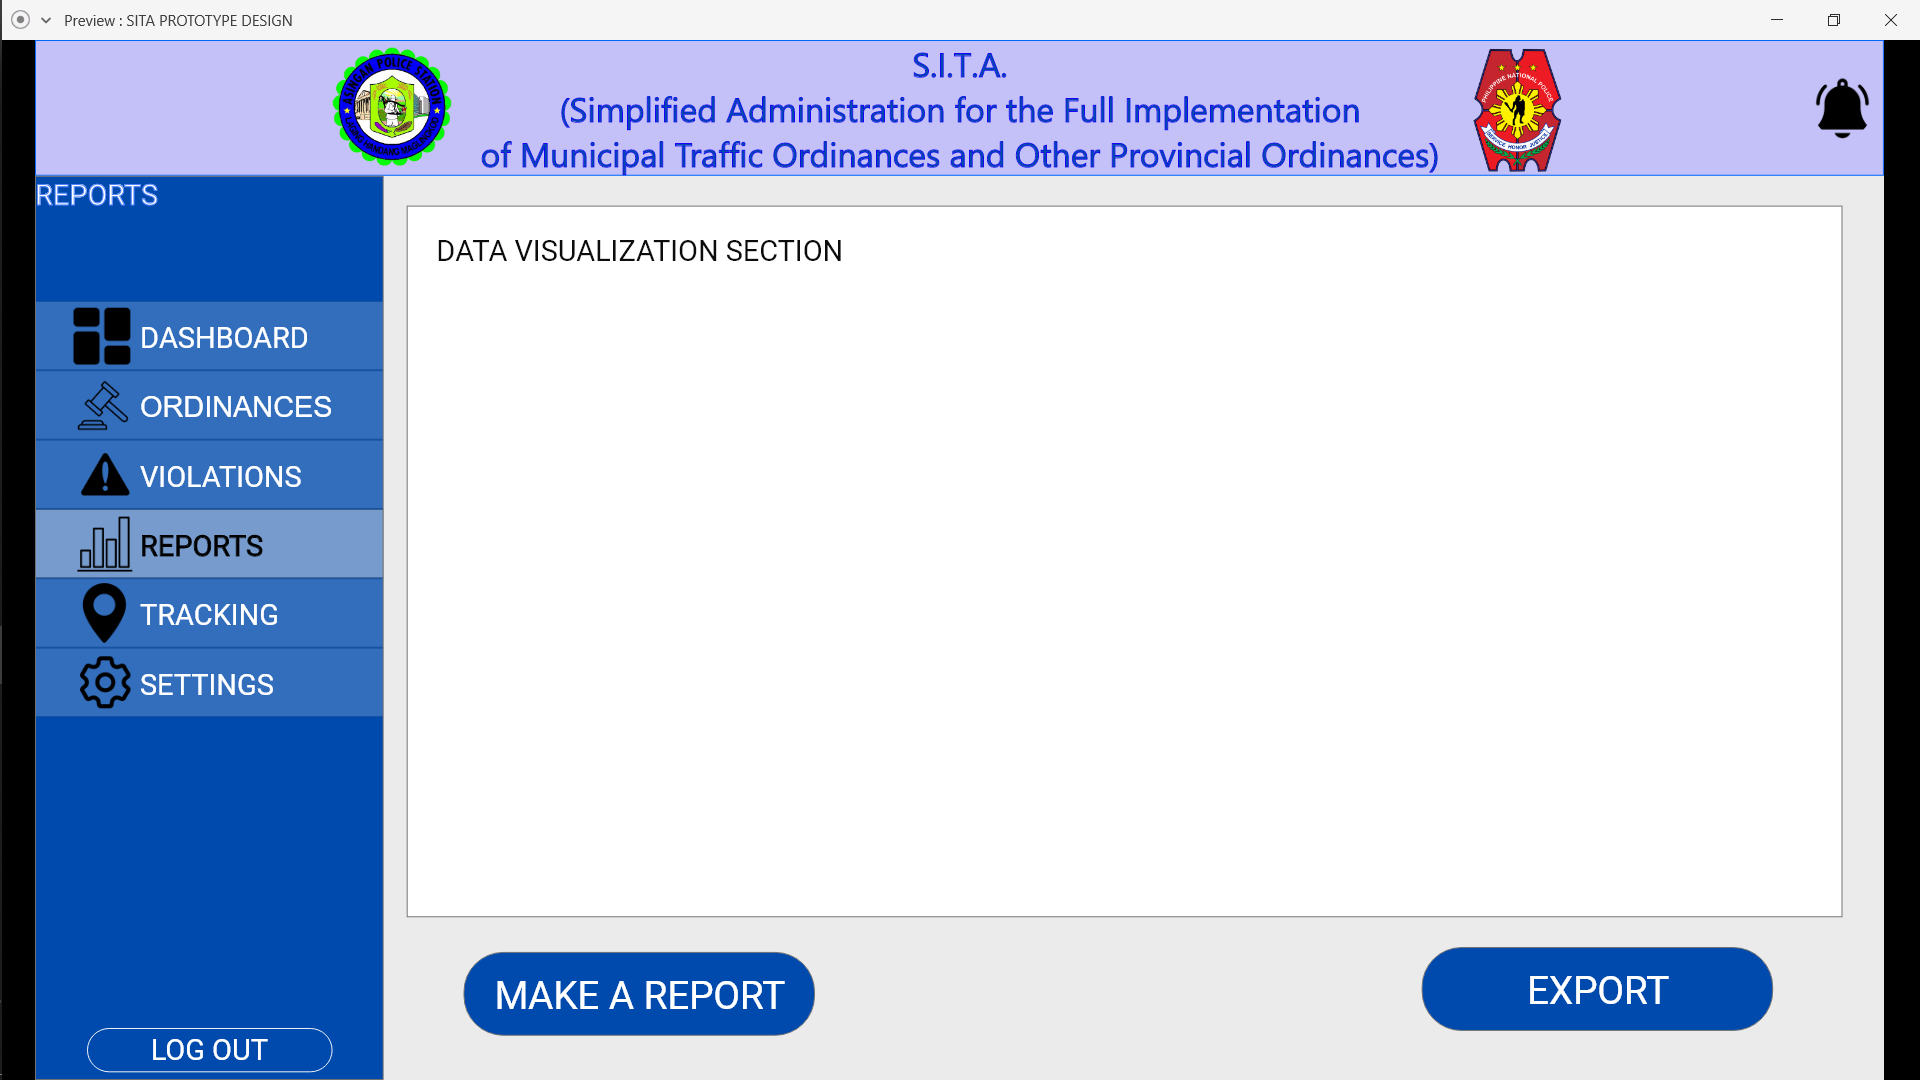 Preview : SITA PROTOTYPE DESIGN
S.I.T.A.
(Simplified Administration for the Full Implementation
of Municipal Traffic Ordinances and Other Provincial Ordinances)
ASINGAN POLICE STATION
PHILIPPINE NATIONAL POLICE
SERVICE HONOR JUSTICE
REPORTS
DASHBOARD
ORDINANCES
VIOLATIONS
REPORTS
TRACKING
SETTINGS
LOG OUT
DATA VISUALIZATION SECTION
MAKE A REPORT
EXPORT